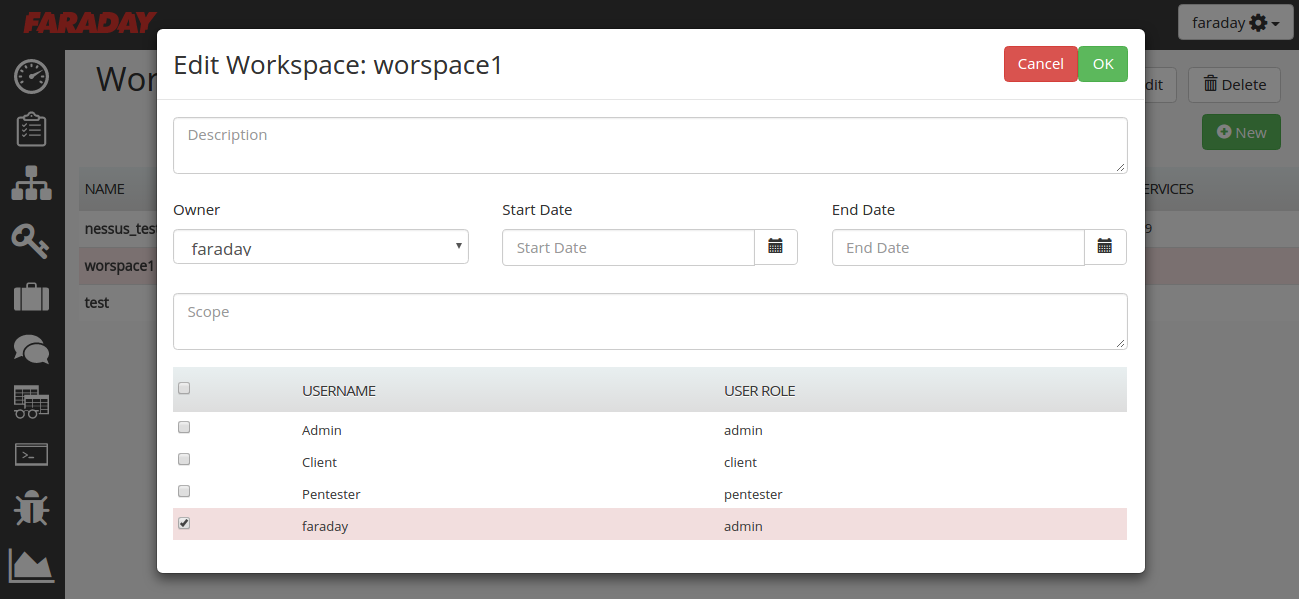 FARADAY
faraday
Wor
dit
Delete
New
Edit Workspace: worspace1
Cancel
OK
Description
Owner
Start Date
End Date
faraday
Start Date
End Date
Scope
USERNAME
USER ROLE
Admin
admin
Client
client
Pentester
pentester
faraday
admin
NAME
ERVICES
nessus_test
9
worspace1
test
>_